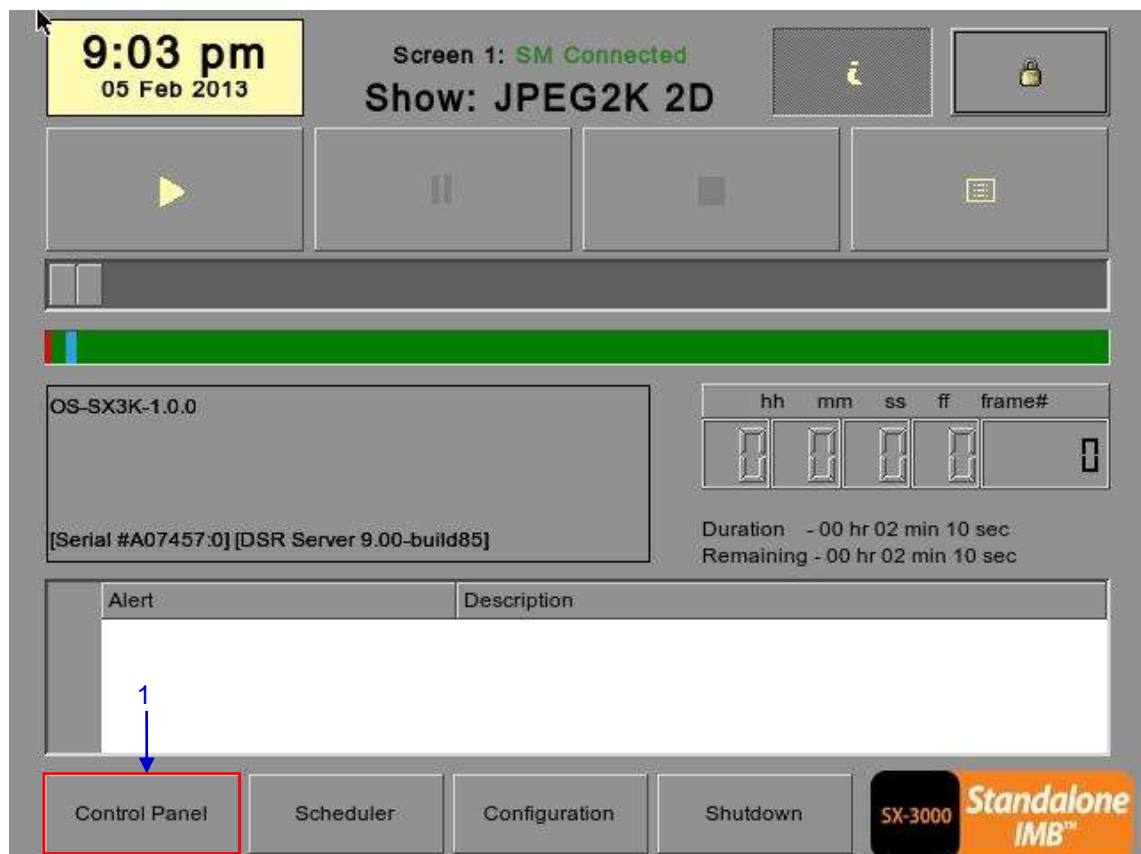 9:03 pm
05 Feb 2013
Screen 1: SM Connected
Show: JPEG2K 2D
i
OS-SX3K-1.0.0
[Serial #A07457:0] [DSR Server 9.00-build85]
hh mm ss ff frame#
0 0 0 0 0
Duration - 00 hr 02 min 10 sec
Remaining - 00 hr 02 min 10 sec
Alert Description
1
Control Panel Scheduler Configuration Shutdown
SX-3000 Standalone
IMB™